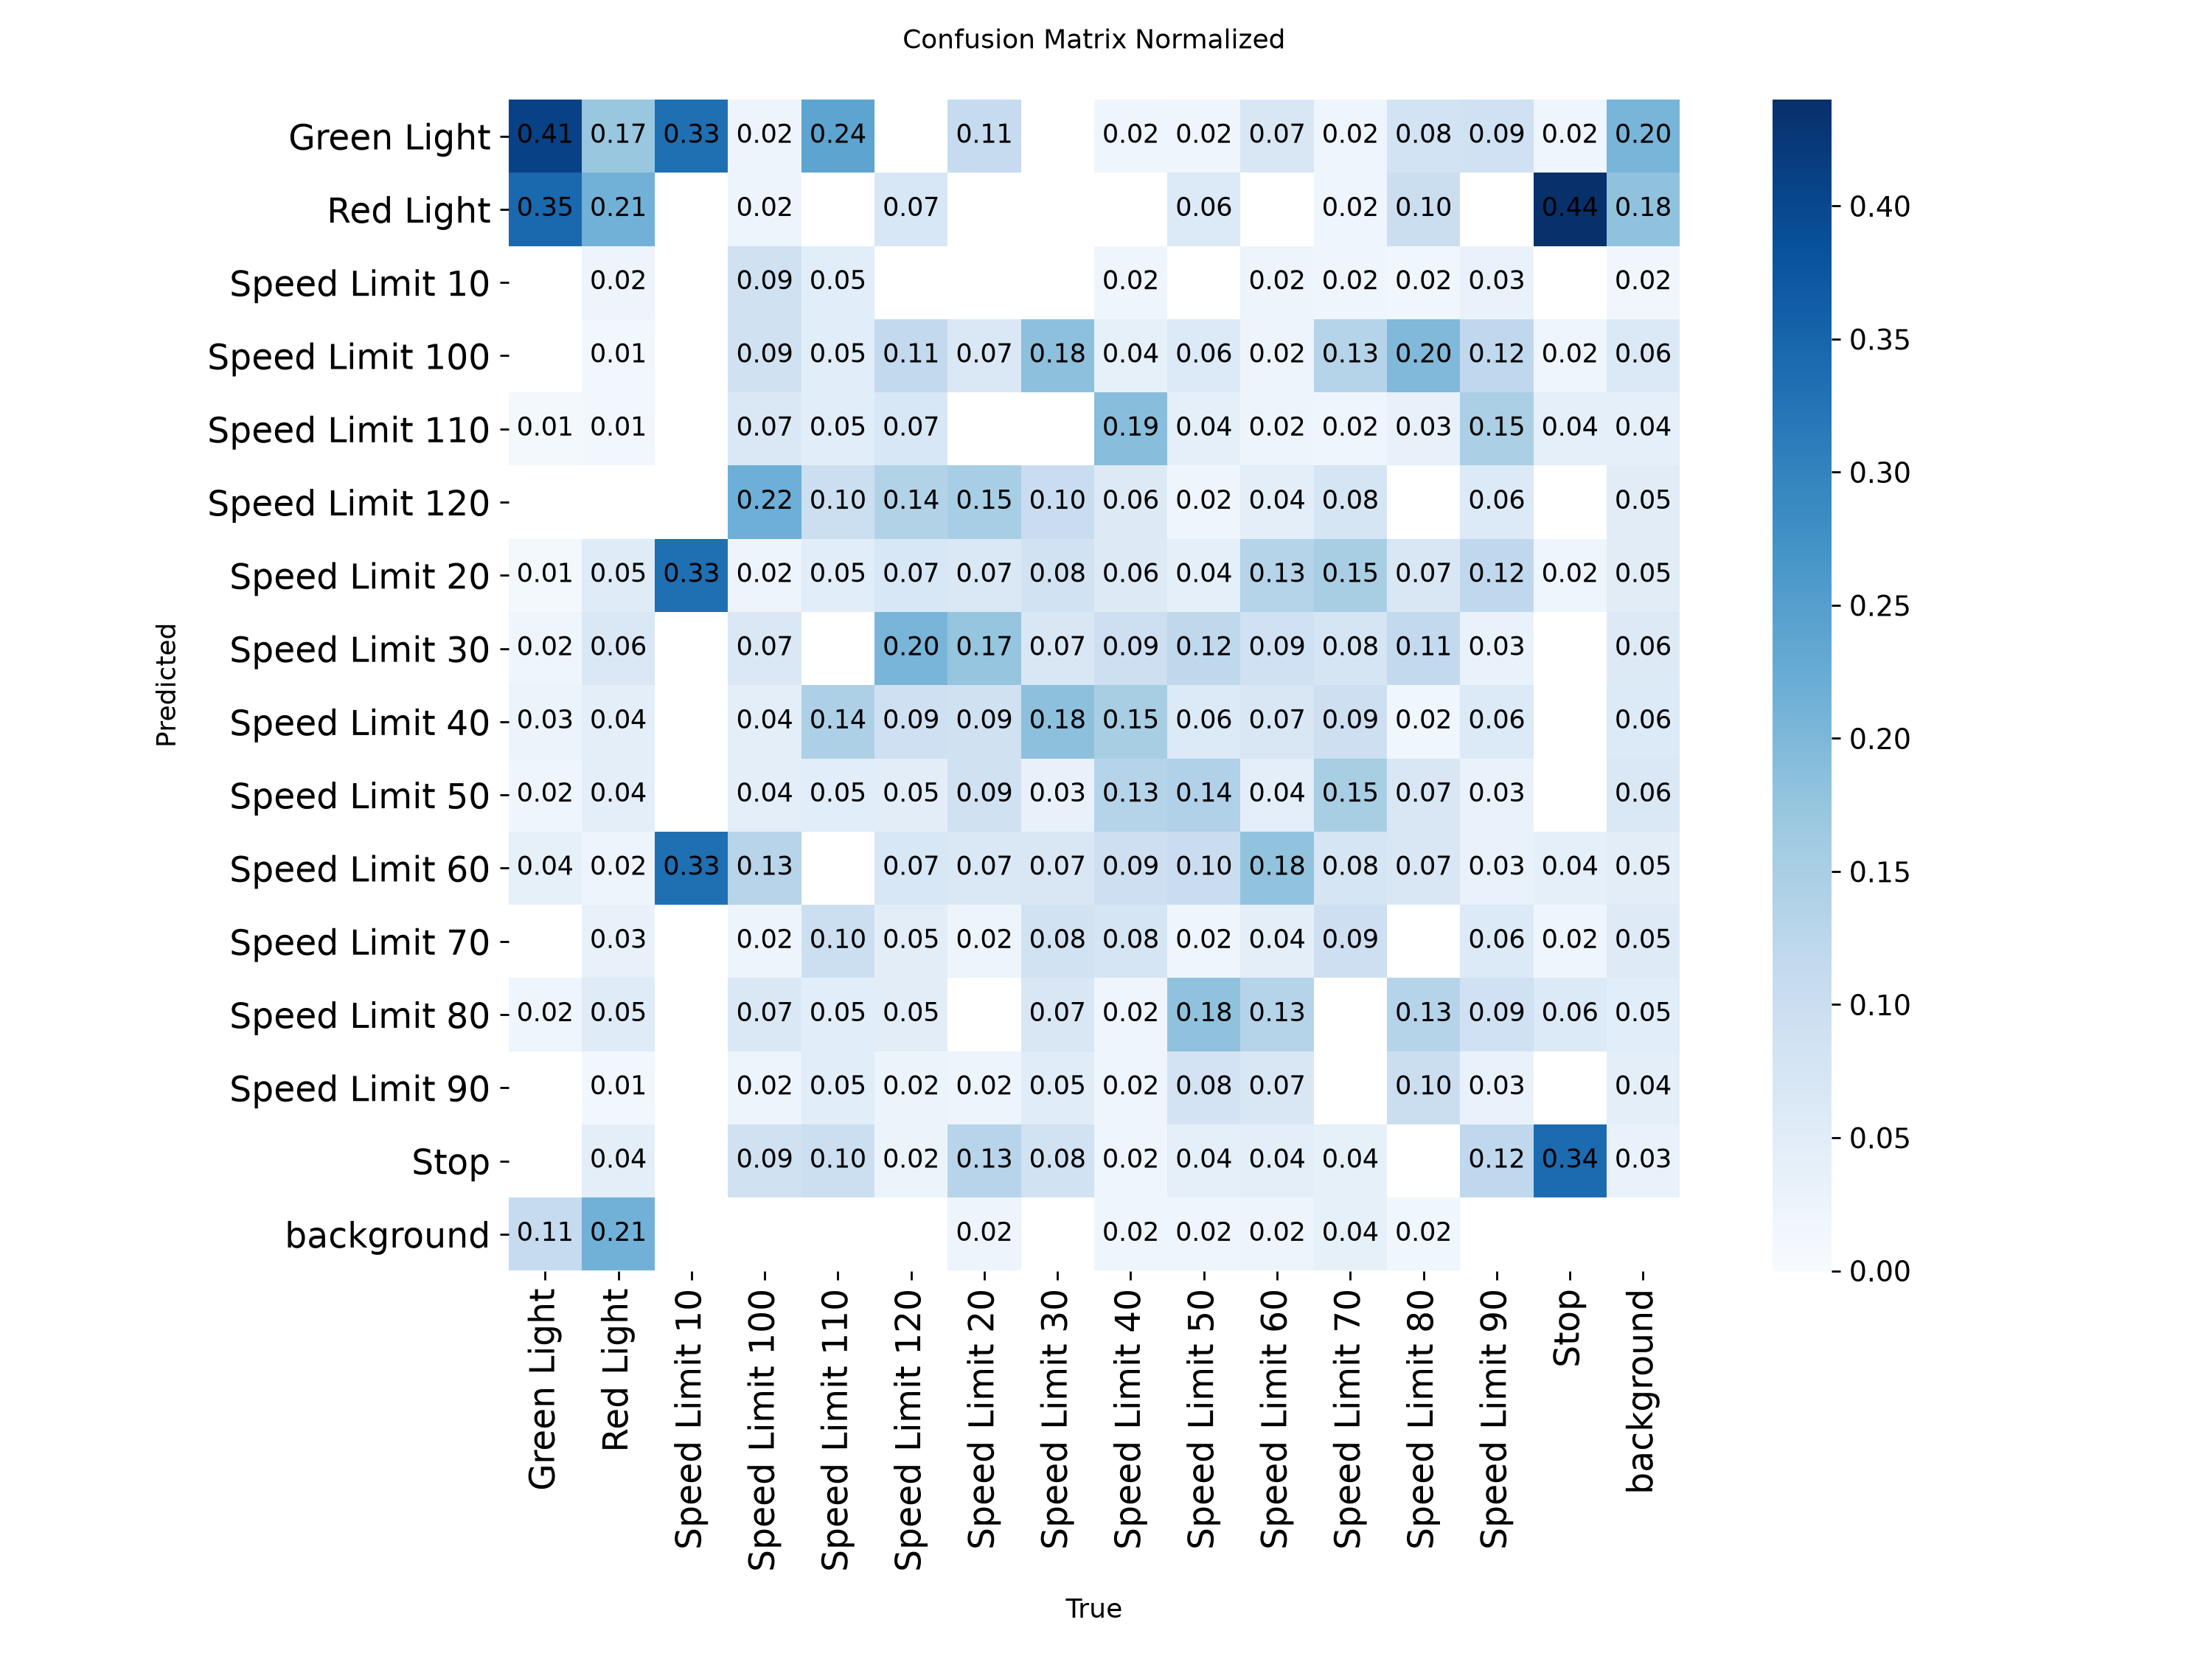 Confusion Matrix Normalized
Green Light 0.41 0.17 0.33 0.02 0.24 0.11 0.02 0.02 0.07 0.02 0.08 0.09 0.02 0.20
Red Light 0.35 0.21 0.02 0.07 0.06 0.02 0.10 0.44 0.18
Speed Limit 10 0.02 0.09 0.05 0.02 0.02 0.02 0.02 0.03 0.02
Speed Limit 100 0.01 0.09 0.05 0.11 0.07 0.18 0.04 0.06 0.02 0.13 0.20 0.12 0.02 0.06
Speed Limit 110 0.01 0.01 0.07 0.05 0.07 0.19 0.04 0.02 0.02 0.03 0.15 0.04 0.04
Speed Limit 120 0.22 0.10 0.14 0.15 0.10 0.06 0.02 0.04 0.08 0.06 0.05
Speed Limit 20 0.01 0.05 0.33 0.02 0.05 0.07 0.07 0.08 0.06 0.04 0.13 0.15 0.07 0.12 0.02 0.05
Speed Limit 30 0.02 0.06 0.07 0.20 0.17 0.07 0.09 0.12 0.09 0.08 0.11 0.03 0.06
Speed Limit 40 0.03 0.04 0.04 0.14 0.09 0.09 0.18 0.15 0.06 0.07 0.09 0.02 0.06 0.06
Speed Limit 50 0.02 0.04 0.04 0.05 0.05 0.09 0.03 0.13 0.14 0.04 0.15 0.07 0.03 0.06
Speed Limit 60 0.04 0.02 0.33 0.13 0.07 0.07 0.07 0.09 0.10 0.18 0.08 0.07 0.03 0.04 0.05
Speed Limit 70 0.03 0.02 0.10 0.05 0.02 0.08 0.08 0.02 0.04 0.09 0.06 0.02 0.05
Speed Limit 80 0.02 0.05 0.07 0.05 0.05 0.07 0.02 0.18 0.13 0.13 0.09 0.06 0.05
Speed Limit 90 0.01 0.02 0.05 0.02 0.02 0.05 0.02 0.08 0.07 0.10 0.03 0.04
Stop 0.04 0.09 0.10 0.02 0.13 0.08 0.02 0.04 0.04 0.04 0.12 0.34 0.03
background 0.11 0.21 0.02 0.02 0.02 0.02 0.04 0.02
Predicted
Green Light
Red Light
Speed Limit 10
Speed Limit 100
Speed Limit 110
Speed Limit 120
Speed Limit 20
Speed Limit 30
Speed Limit 40
Speed Limit 50
Speed Limit 60
Speed Limit 70
Speed Limit 80
Speed Limit 90
Stop
background
True
0.40
0.35
0.30
0.25
0.20
0.15
0.10
0.05
0.00